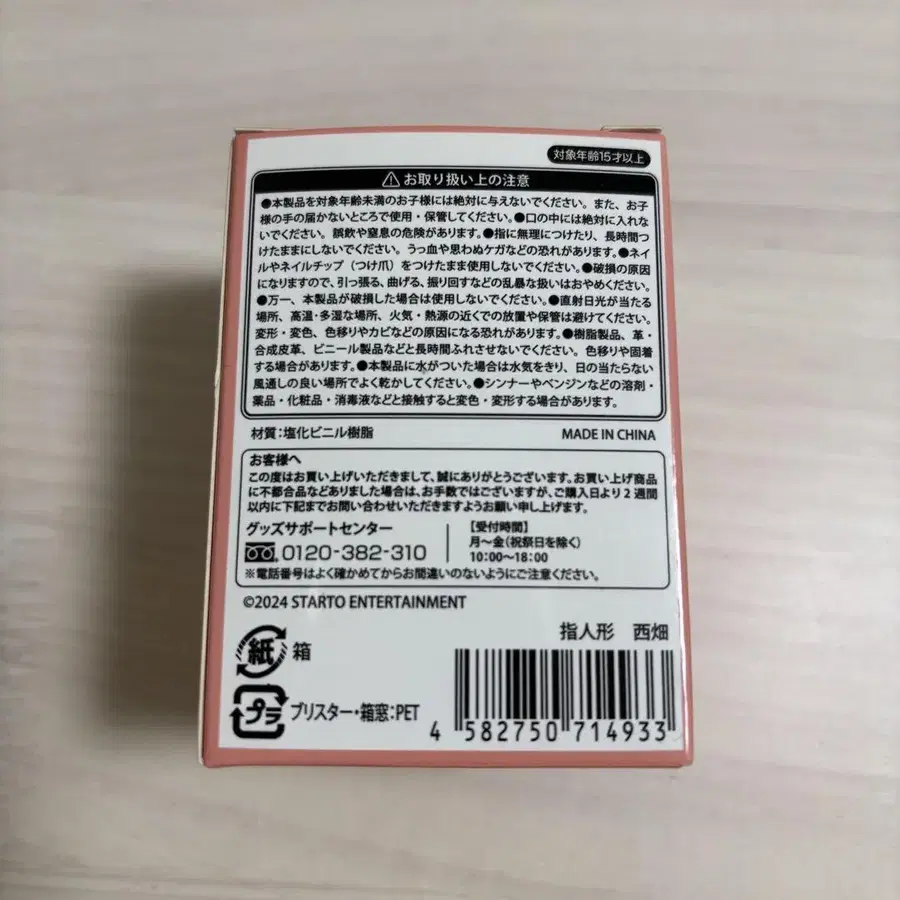 対象年齢15才以上
お取り扱い上の注意
●本製品を対象年齢未満のお子様には絶対に与えないでください。また、お子
様の手の届かないところで使用・保管してください。●口の中には絶対に入れ
ないでください。誤飲や窒息の危険があります。●指に無理につけたり、長時間つ
けたままにしないでください。うっ血や思わぬケガなどの恐れがあります。●ネイ
ルやネイルチップ（つけ爪）をつけたまま使用しないでください。●破損の原因
になりますので、引っ張る、曲げる、振り回すなどの乱暴な扱いはおやめください。
●万一、本製品が破損した場合は使用しないでください。●直射日光が当たる
場所、高温・多湿な場所、火気・熱源の近くでの放置や保管は避けてください。
変形・変色、色移りやカビなどの原因になる恐れがあります。●樹脂製品、革・
合成皮革、ビニール製品などと長時間ふれさせないでください。色移りや固着
する場合があります。●本製品に水がついた場合は水気をきり、日の当たらない
風通しの良い場所でよく乾かしてください。●シンナーやベンジンなどの溶剤・
薬品・化粧品・消毒液などと接触すると変色・変形する場合があります。
材質：塩化ビニル樹脂 MADE IN CHINA
お客様へ
この度はお買い上げいただきまして、誠にありがとうございます。お買い上げ商品
に不都合品などありました場合は、お手数ではございますが、ご購入日より2週間
以内に下記までお問い合わせいただきますようお願い申し上げます。
グッズサポートセンター
0120-382-310
【受付時間】
月〜金（祝祭日を除く）
10:00〜18:00
※電話番号はよく確かめてからお間違いのないようにご注意ください。
©2024 STARTO ENTERTAINMENT
指人形 西畑
紙 箱
プラ ブリスター・箱窓：PET
4 582750 714933